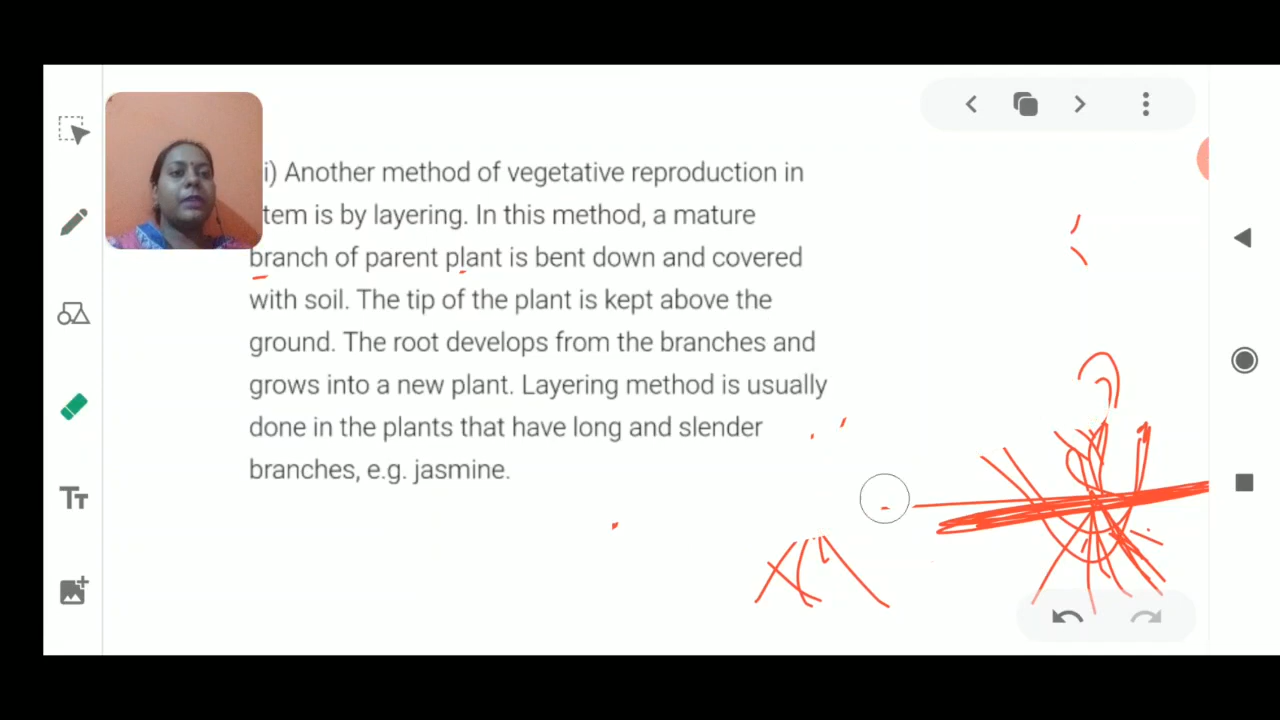 i) Another method of vegetative reproduction in
tem is by layering. In this method, a mature
branch of parent plant is bent down and covered
with soil. The tip of the plant is kept above the
ground. The root develops from the branches and
grows into a new plant. Layering method is usually
done in the plants that have long and slender
branches, e.g. jasmine.